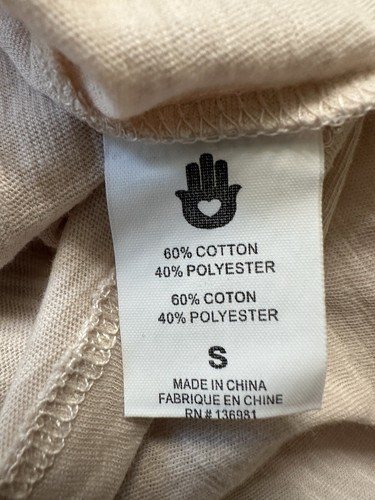 60% COTTON
40% POLYESTER
60% COTON
40% POLYESTER
S
MADE IN CHINA
FABRIQUE EN CHINE
RN # 136981